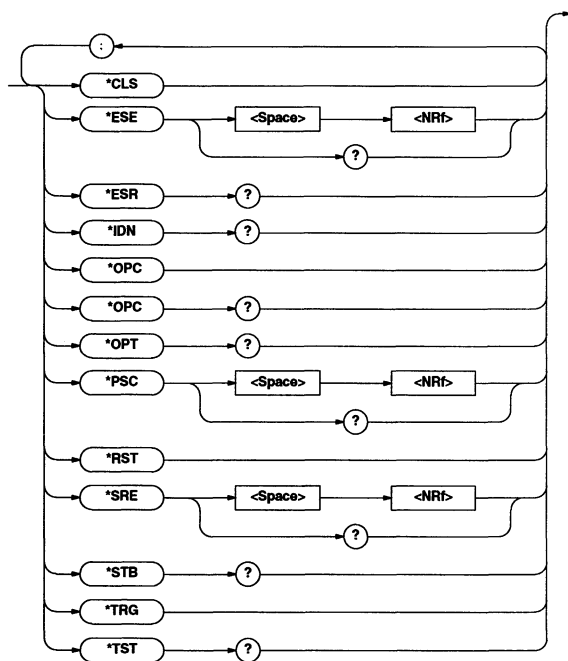 :
*CLS
*ESE <Space> <NRf>
?
*ESR ?
*IDN ?
*OPC
*OPC ?
*OPT ?
*PSC <Space> <NRf>
?
*RST
*SRE <Space> <NRf>
?
*STB ?
*TRG
*TST ?